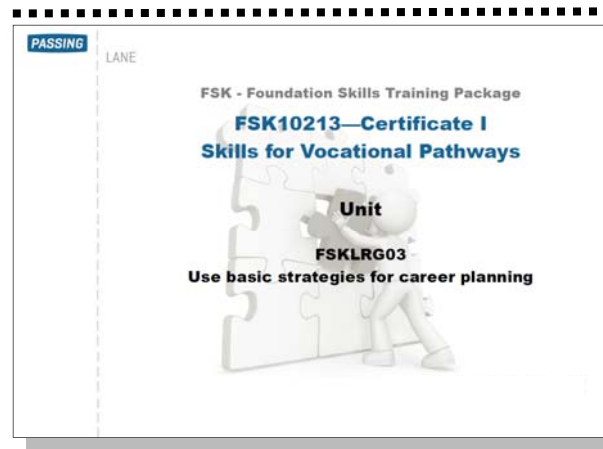 PASSING
LANE
FSK - Foundation Skills Training Package
FSK10213—Certificate I
Skills for Vocational Pathways
Unit
FSKLRG03
Use basic strategies for career planning